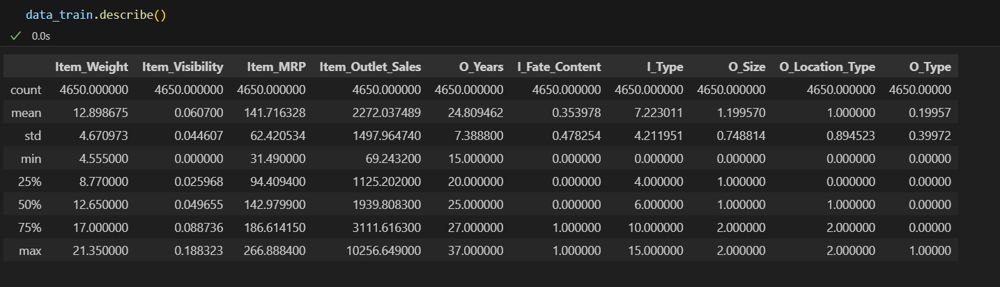 data_train.describe()
✓ 0.0s
Item_Weight Item_Visibility Item_MRP Item_Outlet_Sales O_Years I_Fate_Content I_Type O_Size O_Location_Type O_Type
count 4650.000000 4650.000000 4650.000000 4650.000000 4650.000000 4650.000000 4650.000000 4650.000000 4650.000000 4650.00000
mean 12.898675 0.060700 141.716328 2272.037489 24.809462 0.353978 7.223011 1.199570 1.000000 0.19957
std 4.670973 0.044607 62.420534 1497.964740 7.388800 0.478254 4.211951 0.748814 0.894523 0.39972
min 4.555000 0.000000 31.490000 69.243200 15.000000 0.000000 0.000000 0.000000 0.000000 0.00000
25% 8.770000 0.025968 94.409400 1125.202000 20.000000 0.000000 4.000000 1.000000 0.000000 0.00000
50% 12.650000 0.049655 142.979900 1939.808300 25.000000 0.000000 6.000000 1.000000 1.000000 0.00000
75% 17.000000 0.088736 186.614150 3111.616300 27.000000 1.000000 10.000000 2.000000 2.000000 0.00000
max 21.350000 0.188323 266.888400 10256.649000 37.000000 1.000000 15.000000 2.000000 2.000000 1.00000